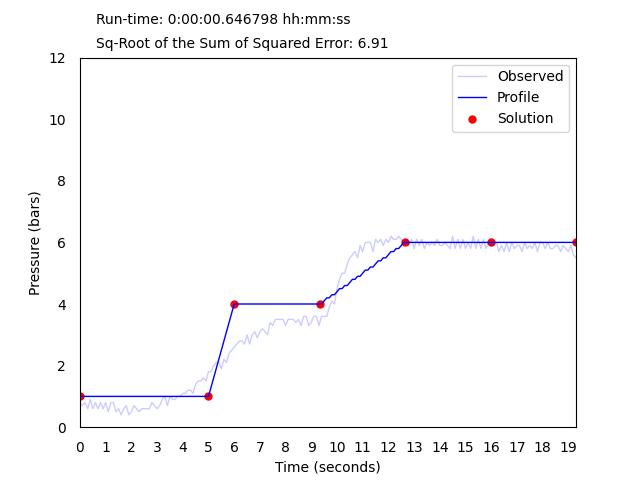 Run-time: 0:00:00.646798 hh:mm:ss
Sq-Root of the Sum of Squared Error: 6.91
12
10
8
6
4
2
0
Pressure (bars)
Observed
Profile
Solution
0 1 2 3 4 5 6 7 8 9 10 11 12 13 14 15 16 17 18 19
Time (seconds)